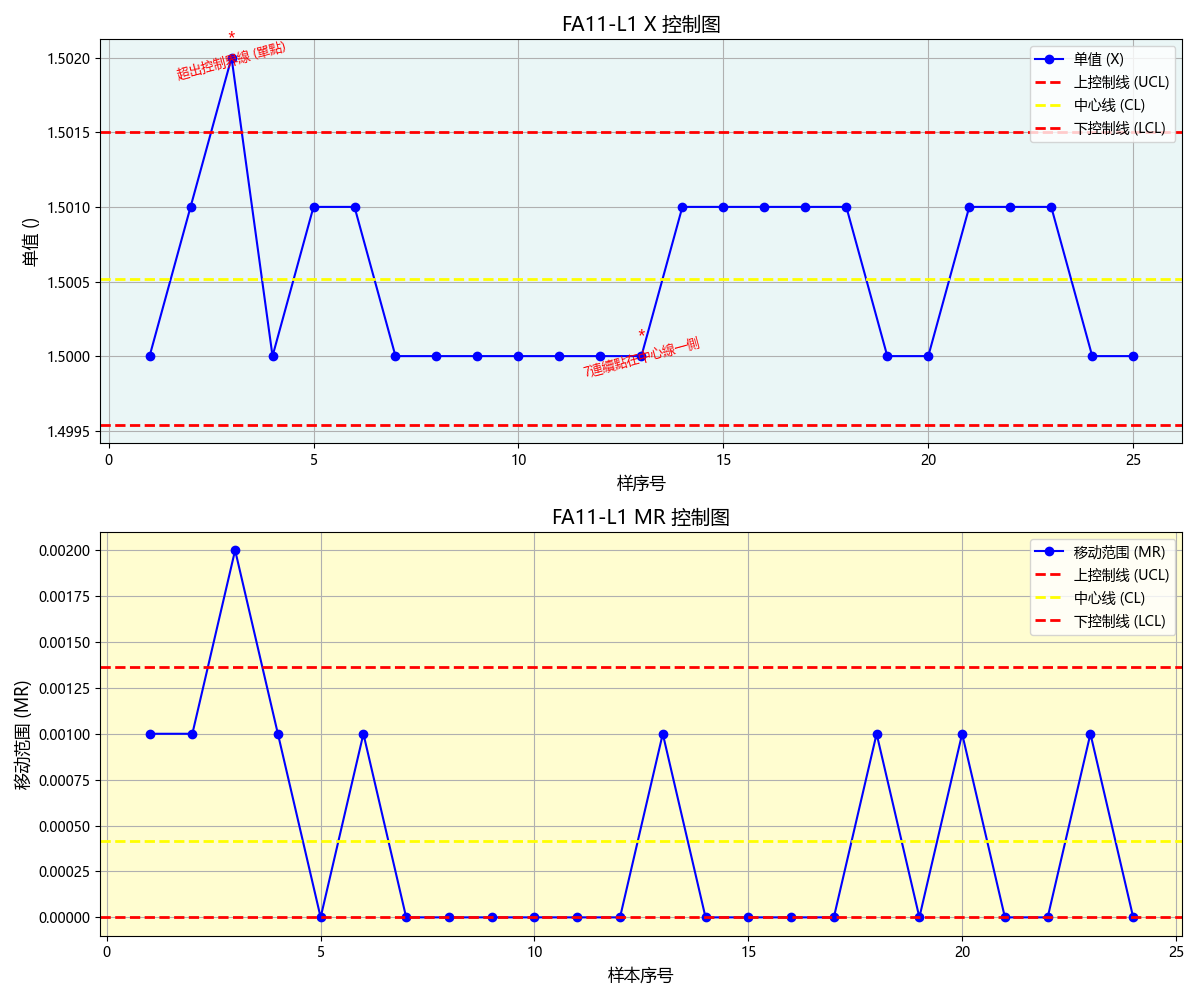 FA11-L1 X 控制图
单值 (X)
上控制线 (UCL)
中心线 (CL)
下控制线 (LCL)
*
超出控制界線 (單點)
*
7連續點在中心線一側
1.5020
1.5015
1.5010
1.5005
1.5000
1.4995
单值 ()
0 5 10 15 20 25
样序号
FA11-L1 MR 控制图
移动范围 (MR)
上控制线 (UCL)
中心线 (CL)
下控制线 (LCL)
0.00200
0.00175
0.00150
0.00125
0.00100
0.00075
0.00050
0.00025
0.00000
移动范围 (MR)
0 5 10 15 20 25
样本序号